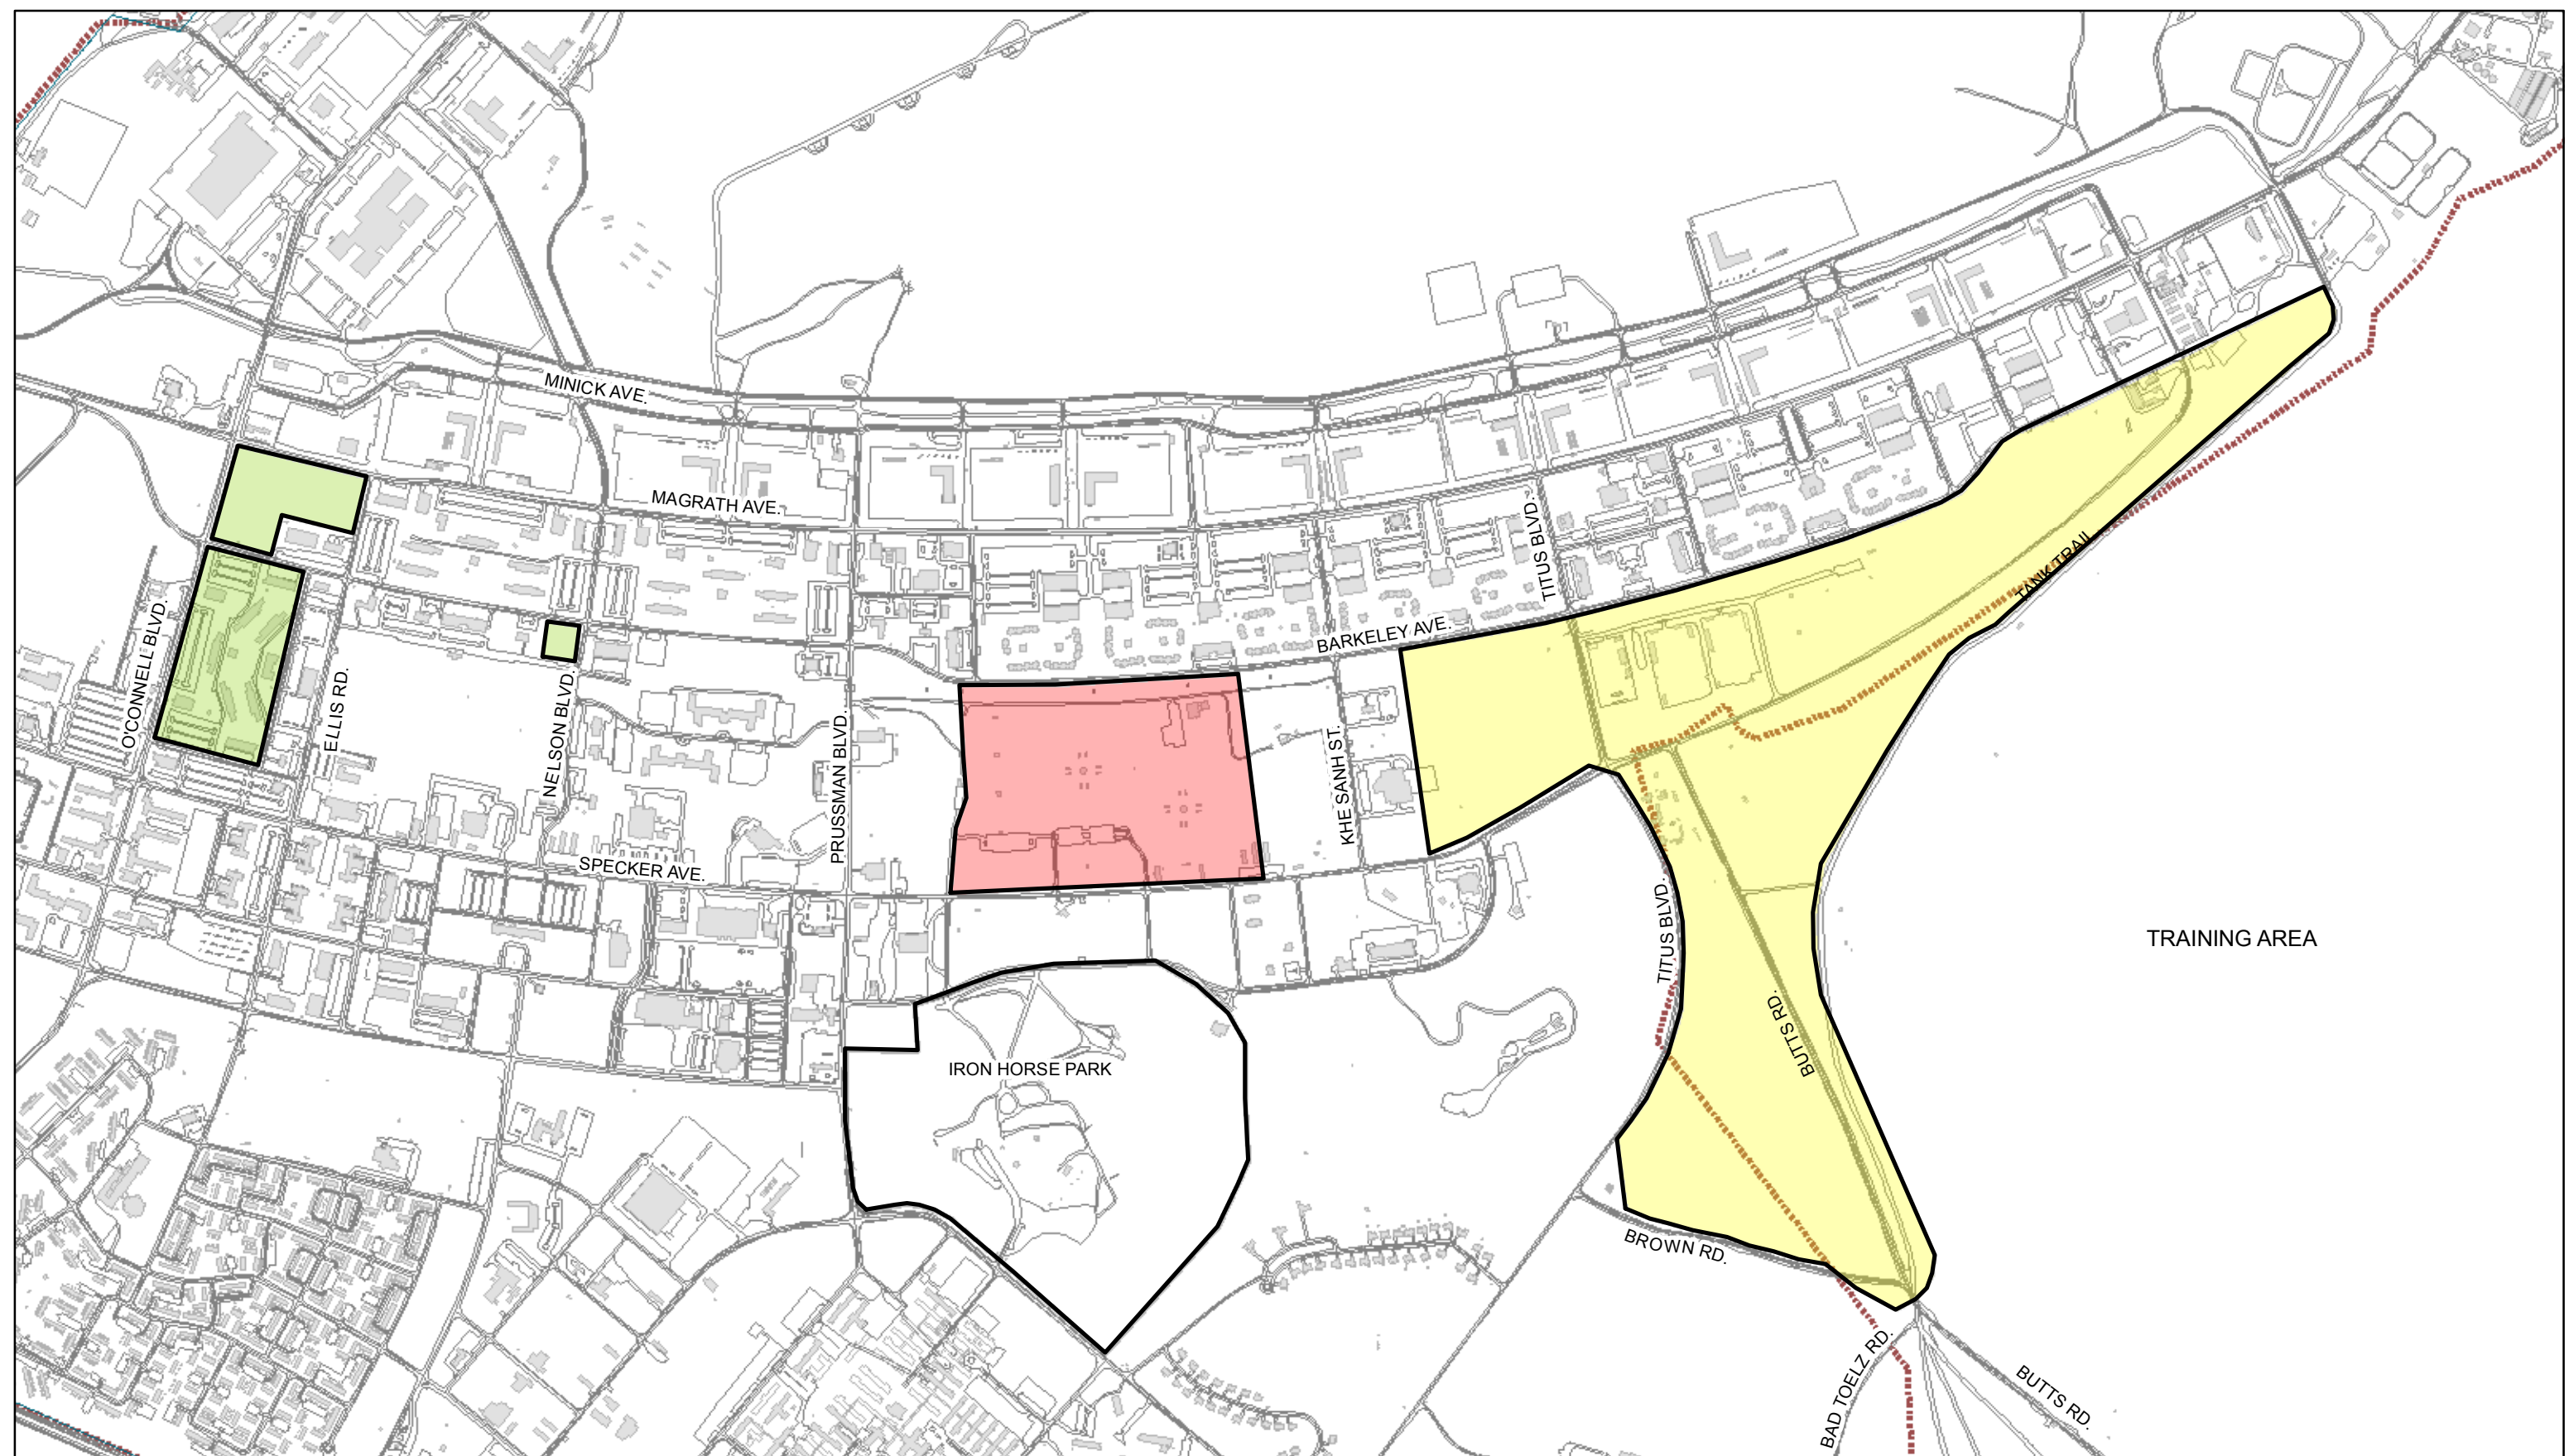 MINICK AVE.
MAGRATH AVE.
TITUS BLVD.
TANK TRAIL
O'CONNELL BLVD.
ELLIS RD.
NELSON BLVD.
BARKELEY AVE.
PRUSSMAN BLVD.
KHE SANH ST.
SPECKER AVE.
TITUS BLVD.
TRAINING AREA
BUTTS RD.
IRON HORSE PARK
BROWN RD.
BAD TOELZ RD.
BUTTS RD.